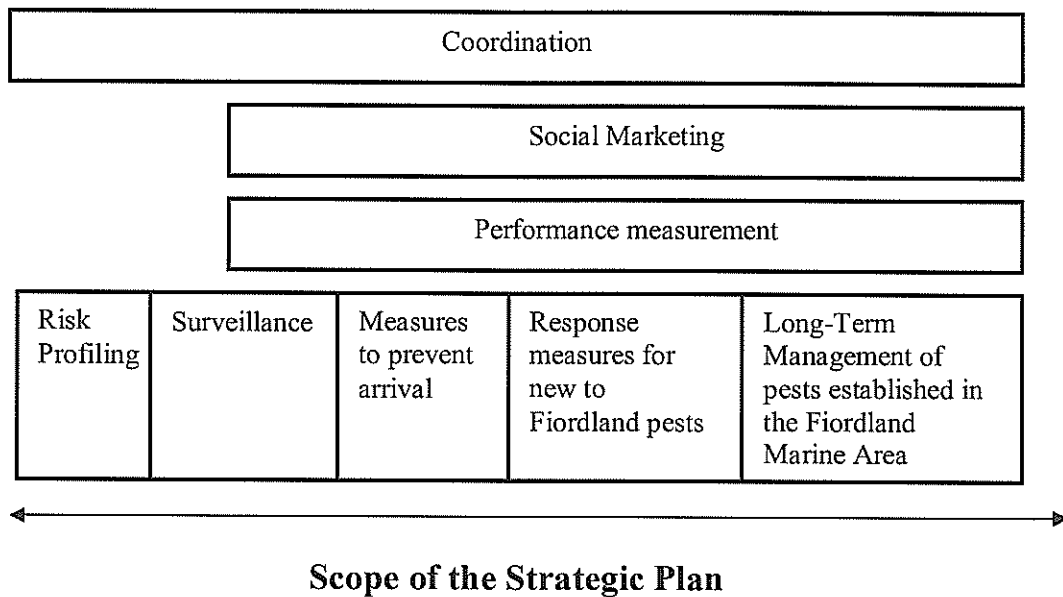 Coordination
Social Marketing
Performance measurement
Risk
Profiling
Surveillance
Measures
to prevent
arrival
Response
measures for
new to
Fiordland pests
Long-Term
Management of
pests established in
the Fiordland
Marine Area
Scope of the Strategic Plan